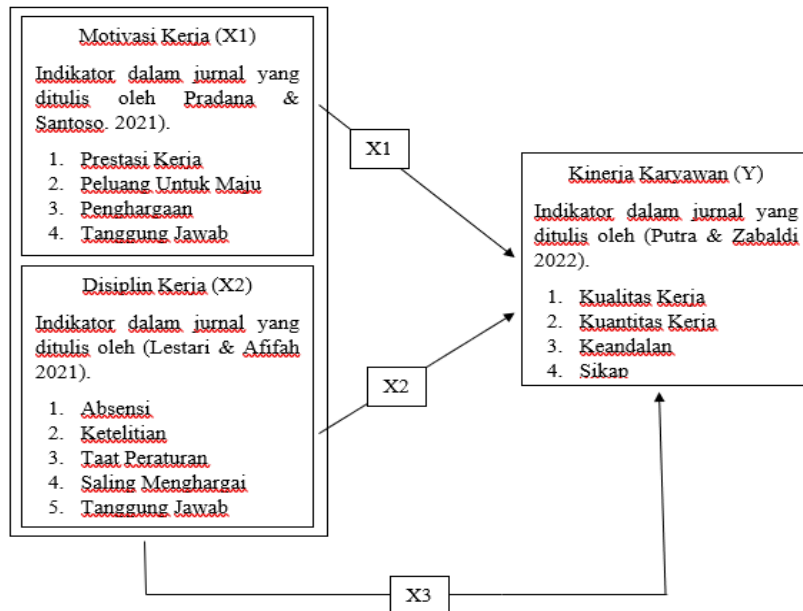 Motivasi Kerja (X1)
Indikator dalam jurnal yang
ditulis oleh Pradana &
Santoso. 2021).
1. Prestasi Kerja
2. Peluang Untuk Maju
3. Penghargaan
4. Tanggung Jawab
Disiplin Kerja (X2)
Indikator dalam jurnal yang
ditulis oleh (Lestari & Afifah
2021).
1. Absensi
2. Ketelitian
3. Taat Peraturan
4. Saling Menghargai
5. Tanggung Jawab
X1
X2
X3
Kinerja Karyawan (Y)
Indikator dalam jurnal yang
ditulis oleh (Putra & Zabaldi
2022).
1. Kualitas Kerja
2. Kuantitas Kerja
3. Keandalan
4. Sikap